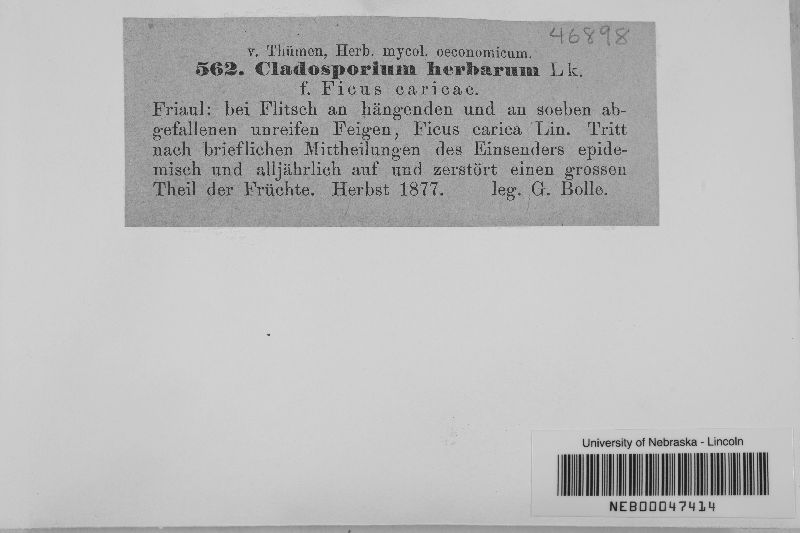 46898
v. Thümen, Herb. mycol. oeconomicum.
562. Cladosporium herbarum Lk.
f. Ficus caricae.
Friaul: bei Flitsch an hängenden und an soeben ab-
gefallenen unreifen Feigen, Ficus carica Lin. Tritt
nach brieflichen Mittheilungen des Einsenders epide-
misch und alljährlich auf und zerstört einen grossen
Theil der Früchte. Herbst 1877. leg. G. Bolle.
University of Nebraska - Lincoln
NEB00047414